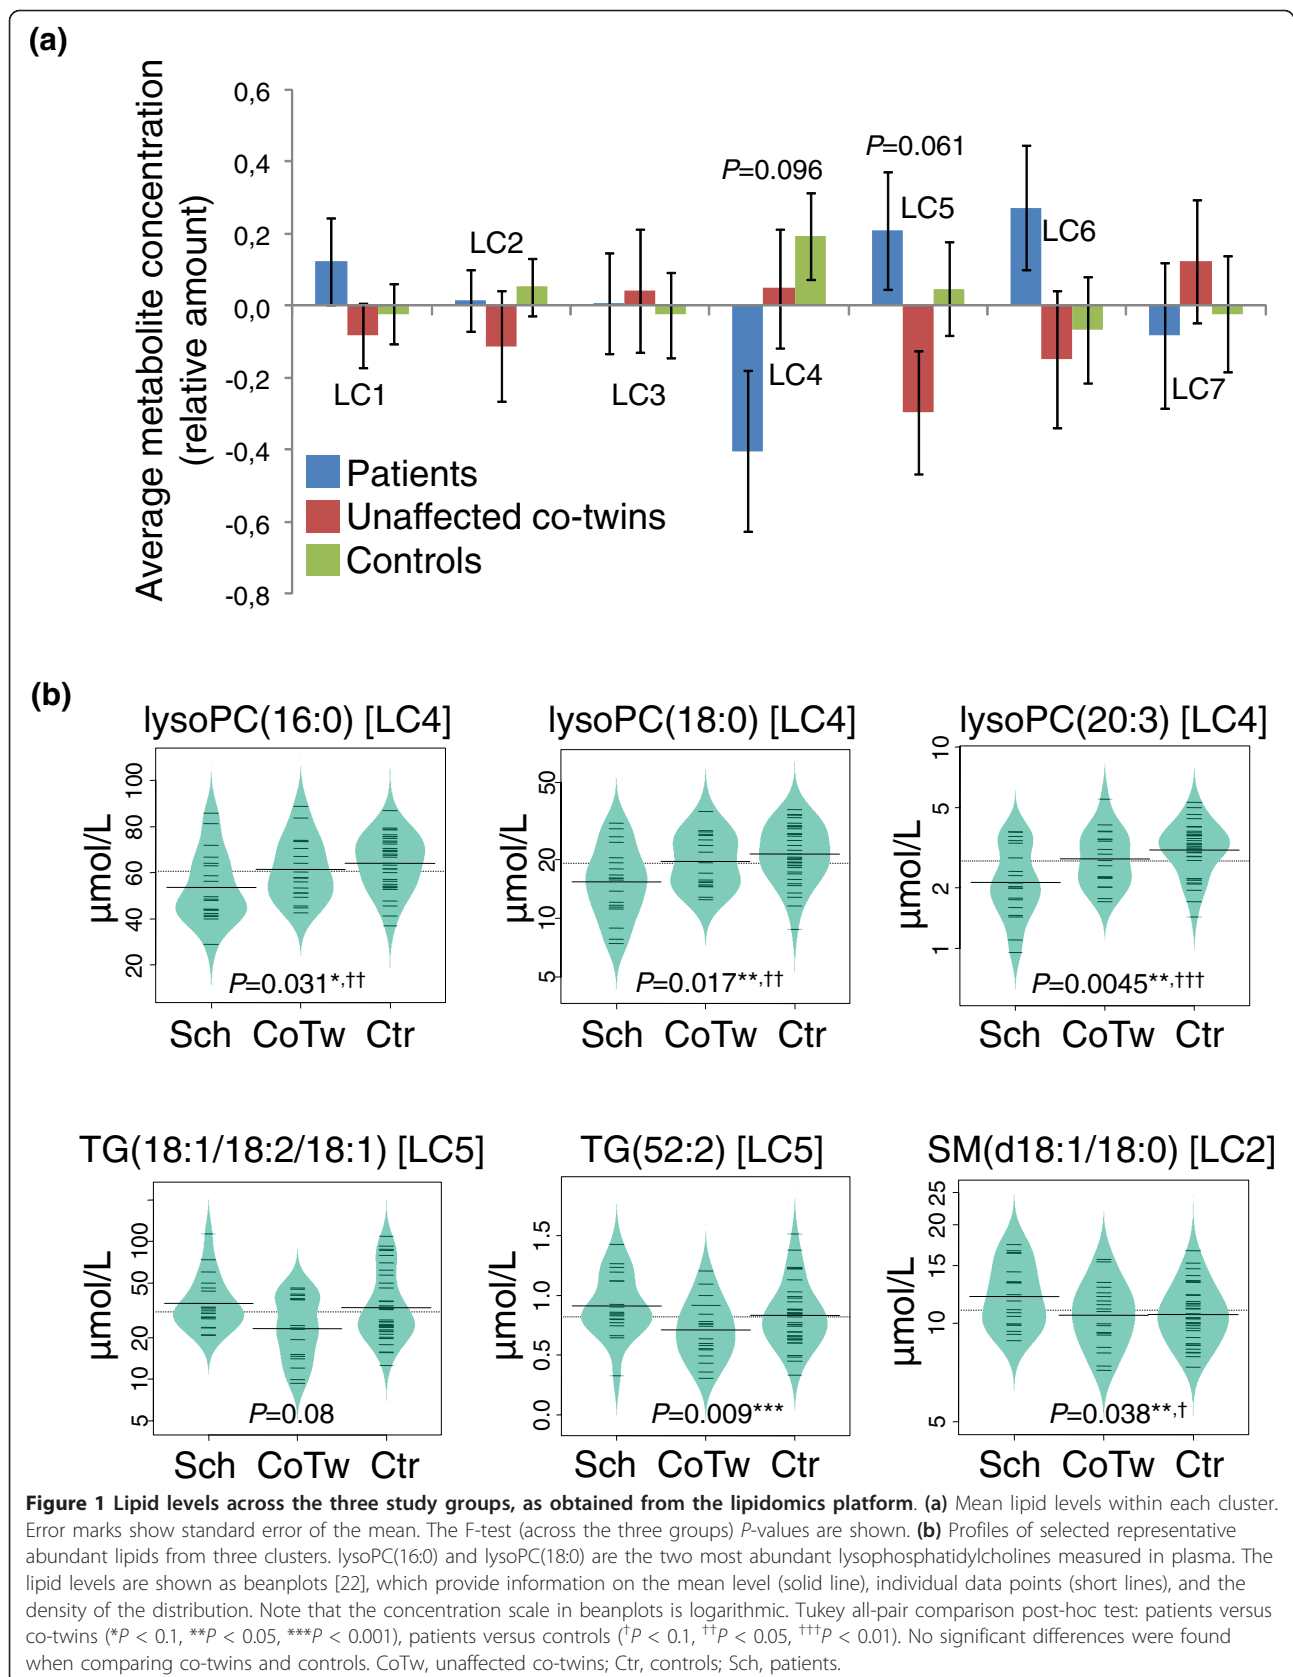 (a)
Average metabolite concentration
(relative amount)
0,6
0,4
0,2
0,0
-0,2
-0,4
-0,6
-0,8
P=0.096
P=0.061
LC1
LC2
LC3
LC4
LC5
LC6
LC7
Patients
Unaffected co-twins
Controls
(b)
lysoPC(16:0) [LC4]
µmol/L
100
80
60
40
20
P=0.031*,††
Sch CoTw Ctr
lysoPC(18:0) [LC4]
µmol/L
50
20
10
5
P=0.017**,††
Sch CoTw Ctr
lysoPC(20:3) [LC4]
µmol/L
10
5
2
1
P=0.0045**,†††
Sch CoTw Ctr
TG(18:1/18:2/18:1) [LC5]
µmol/L
100
50
20
10
5
P=0.08
Sch CoTw Ctr
TG(52:2) [LC5]
µmol/L
1.5
1.0
0.5
0.0
P=0.009***
Sch CoTw Ctr
SM(d18:1/18:0) [LC2]
µmol/L
25
20
15
10
5
P=0.038**,†
Sch CoTw Ctr
Figure 1 Lipid levels across the three study groups, as obtained from the lipidomics platform. (a) Mean lipid levels within each cluster.
Error marks show standard error of the mean. The F-test (across the three groups) P-values are shown. (b) Profiles of selected representative
abundant lipids from three clusters. lysoPC(16:0) and lysoPC(18:0) are the two most abundant lysophosphatidylcholines measured in plasma. The
lipid levels are shown as beanplots [22], which provide information on the mean level (solid line), individual data points (short lines), and the
density of the distribution. Note that the concentration scale in beanplots is logarithmic. Tukey all-pair comparison post-hoc test: patients versus
co-twins (*P < 0.1, **P < 0.05, ***P < 0.001), patients versus controls (†P < 0.1, ††P < 0.05, †††P < 0.01). No significant differences were found
when comparing co-twins and controls. CoTw, unaffected co-twins; Ctr, controls; Sch, patients.